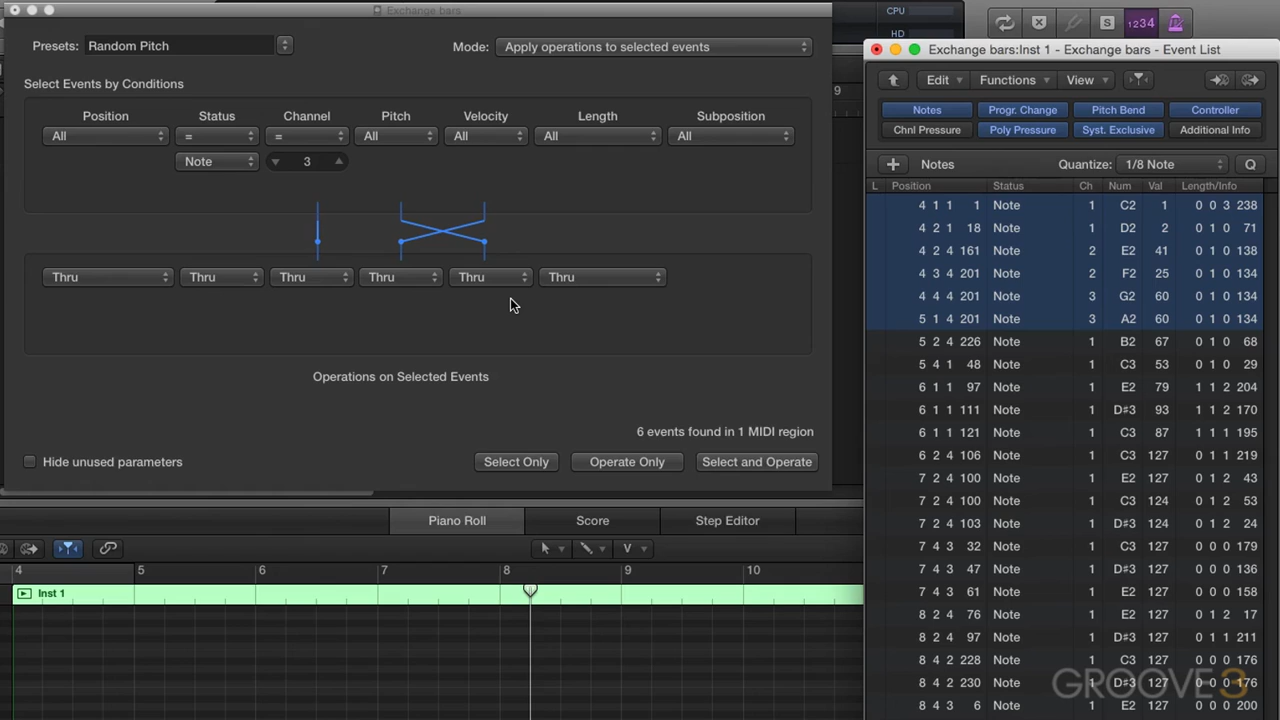 Exchange bars
Presets: Random Pitch
Mode: Apply operations to selected events
Select Events by Conditions
Position Status Channel Pitch Velocity Length Subposition
All = = All All All All
Note 3
Thru Thru Thru Thru Thru Thru
Operations on Selected Events
6 events found in 1 MIDI region
Hide unused parameters
Select Only Operate Only Select and Operate
CPU
HD
9
S
1234
Exchange bars:Inst 1 - Exchange bars - Event List
Edit Functions View
Notes Progr. Change Pitch Bend Controller
Chnl Pressure Poly Pressure Syst. Exclusive Additional Info
+ Notes Quantize: 1/8 Note Q
L Position Status Ch Num Val Length/Info
4 1 1 1 Note 1 C2 1 0 0 3 238
4 2 1 18 Note 1 D2 2 0 1 0 71
4 2 4 161 Note 2 E2 41 0 1 0 138
4 3 4 201 Note 2 F2 25 0 1 0 134
4 4 4 201 Note 3 G2 60 0 1 0 134
5 1 4 201 Note 3 A2 60 0 1 0 134
5 2 4 226 Note 1 B2 67 0 1 0 68
5 4 1 48 Note 1 C3 53 0 1 0 29
6 1 1 97 Note 1 E2 79 1 1 2 204
6 1 1 111 Note 1 D♯3 93 1 1 2 170
6 1 1 121 Note 1 C3 87 1 1 1 195
6 2 4 106 Note 1 C3 127 0 1 1 219
7 2 4 100 Note 1 E2 127 0 1 2 43
7 2 4 100 Note 1 C3 124 0 1 2 53
7 2 4 103 Note 1 D♯3 124 0 1 2 24
7 4 3 32 Note 1 C3 127 0 0 0 179
7 4 3 47 Note 1 D♯3 127 0 0 0 136
7 4 3 61 Note 1 E2 127 0 0 0 158
8 2 4 76 Note 1 E2 127 0 1 2 17
8 2 4 97 Note 1 D♯3 127 0 1 1 211
8 4 2 228 Note 1 C3 127 0 0 0 176
8 4 2 230 Note 1 D♯3 127 0 0 0 176
8 4 3 6 Note 1 E2 127 0 0 0 200
Piano Roll Score Step Editor
V
4 5 6 7 8 9 10
Inst 1
GROOVE3